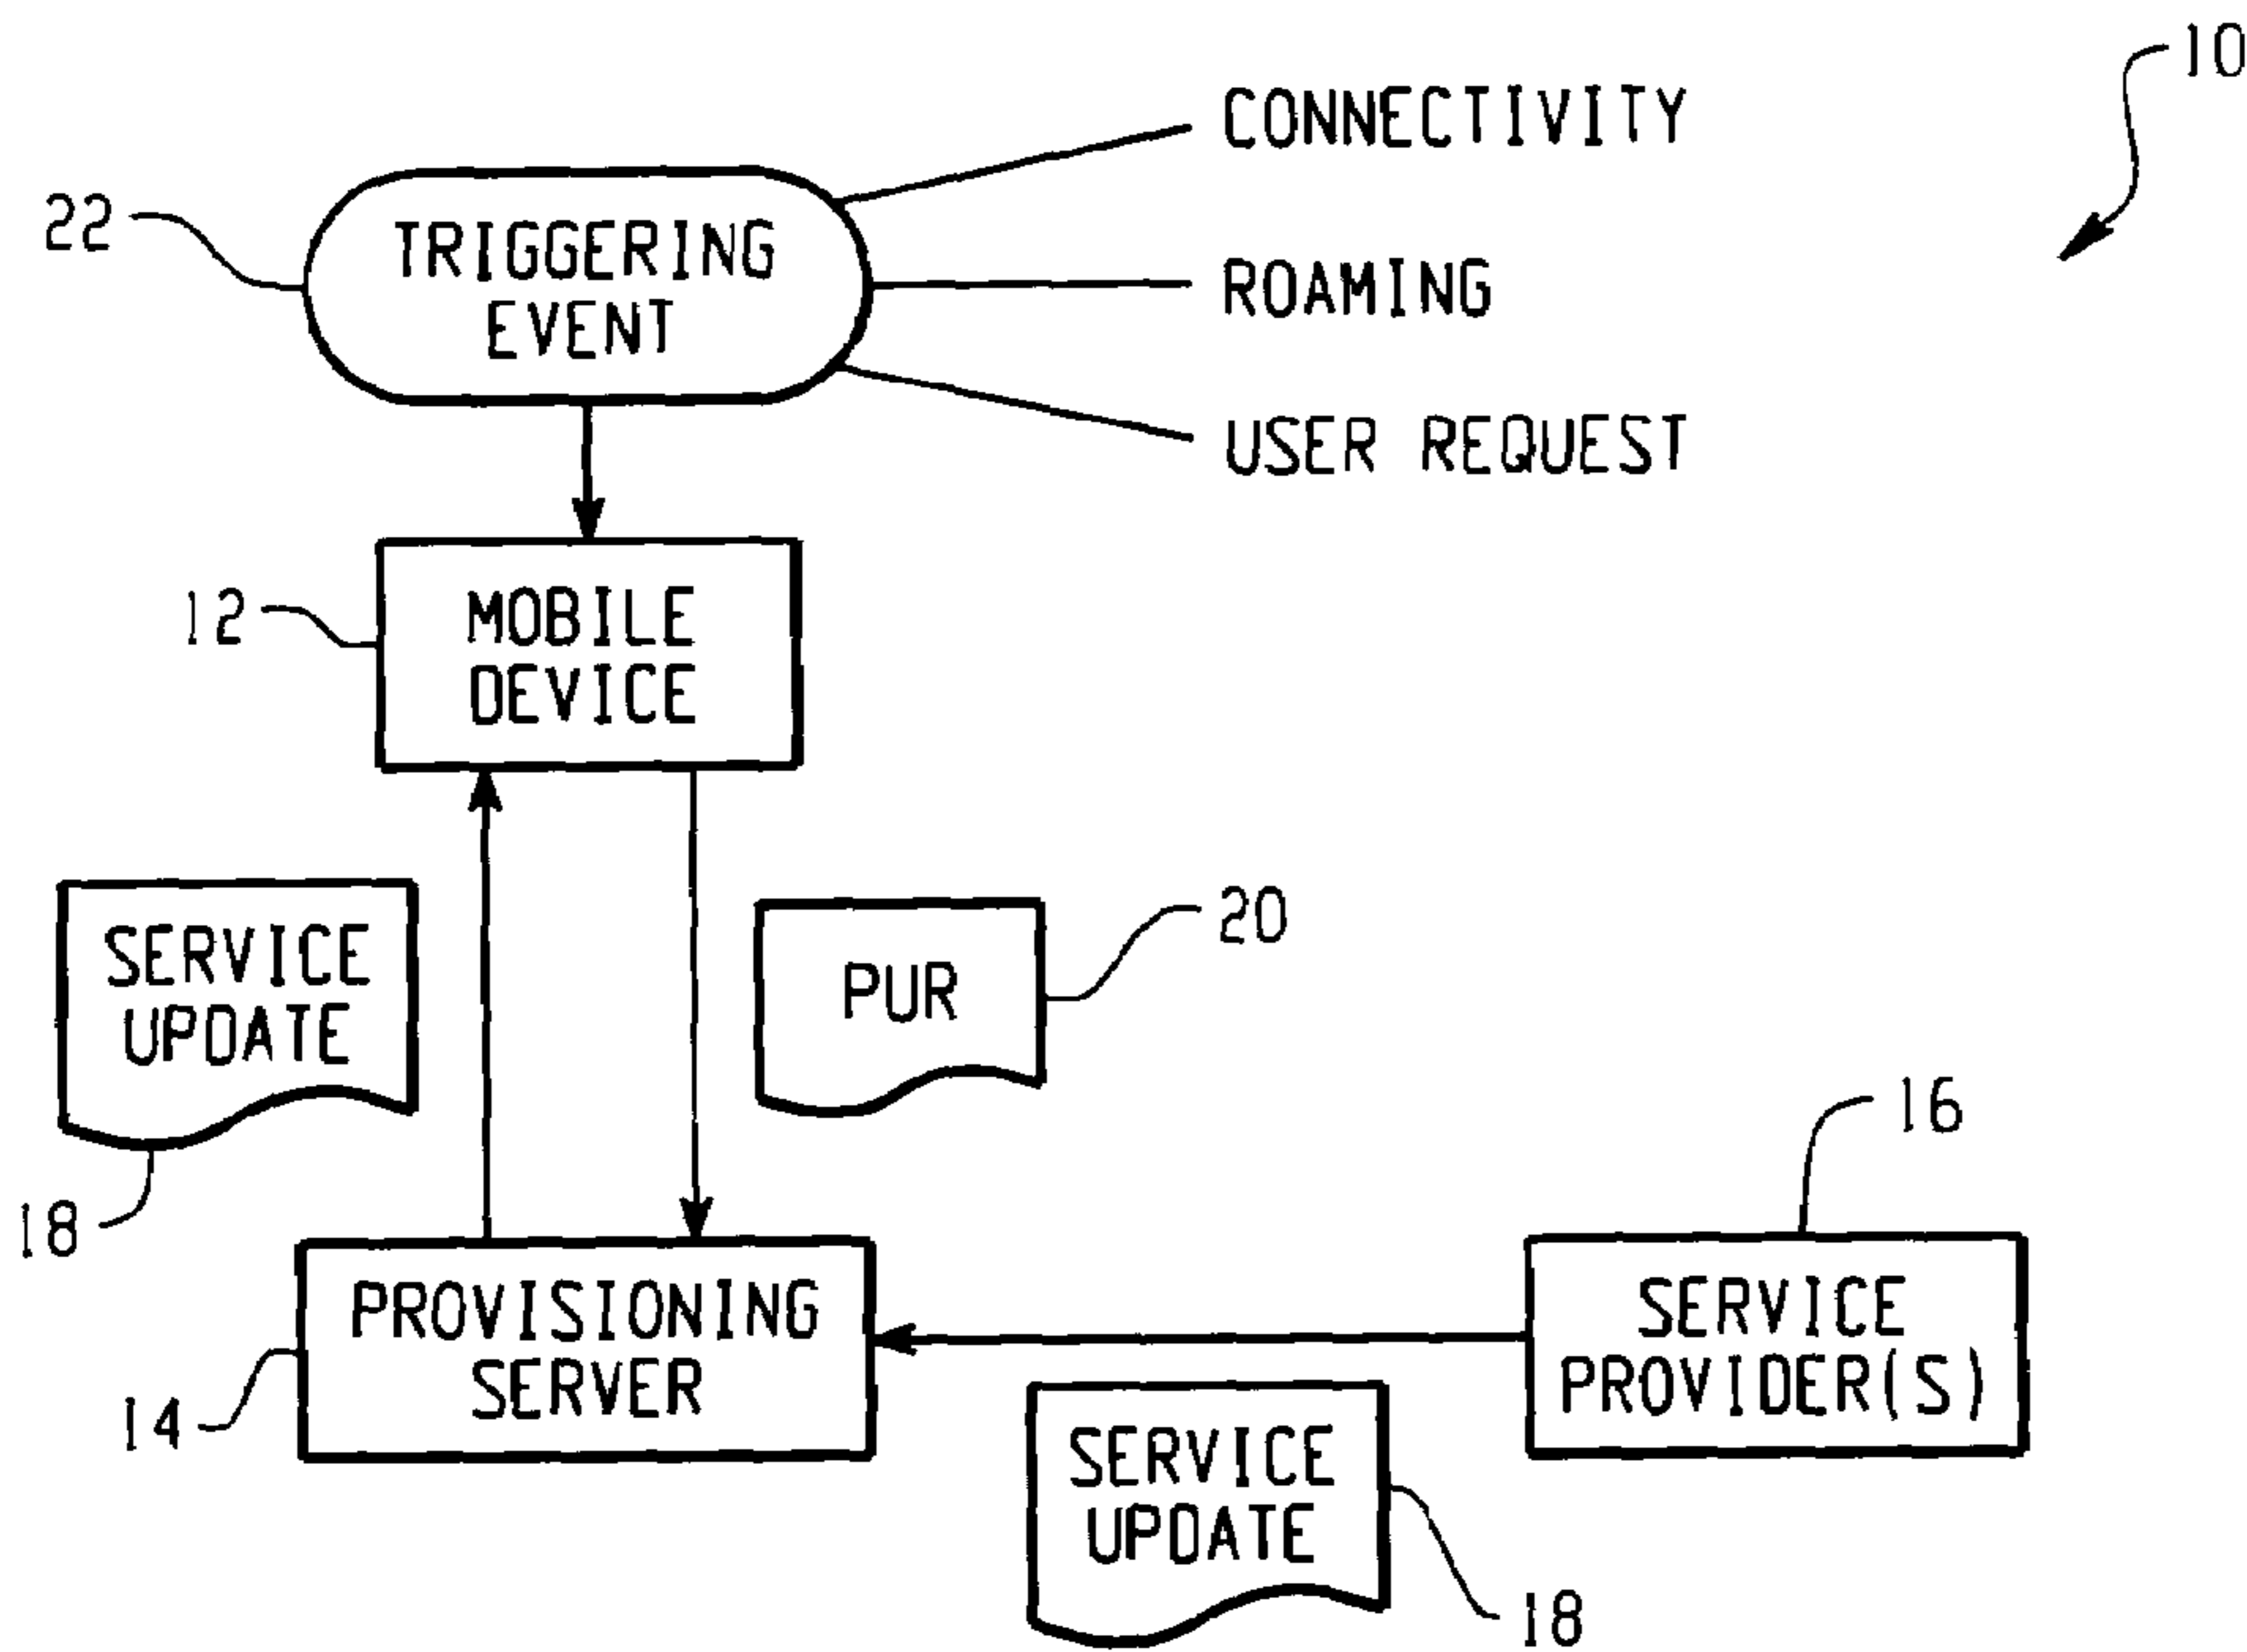 10
CONNECTIVITY
22
TRIGGERING
EVENT
ROAMING
USER REQUEST
12
MOBILE
DEVICE
SERVICE
UPDATE
18
PUR
20
16
PROVISIONING
SERVER
14
SERVICE
PROVIDER(S)
SERVICE
UPDATE
18